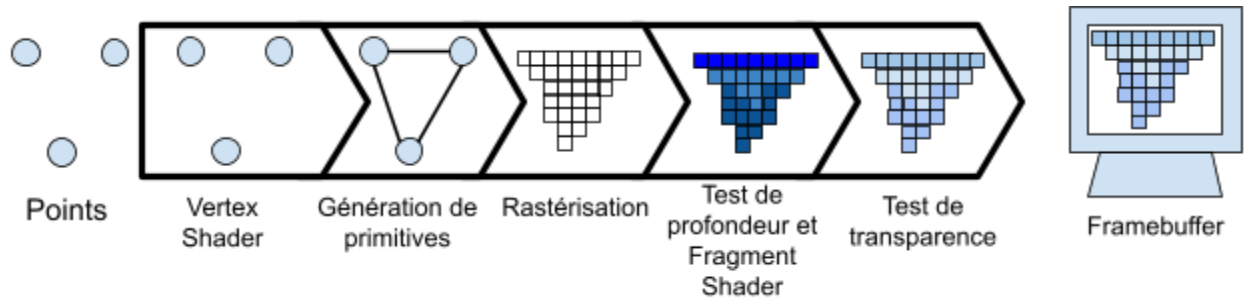 Points
Vertex
Shader
Génération de
primitives
Rastérisation
Test de
profondeur et
Fragment
Shader
Test de
transparence
Framebuffer